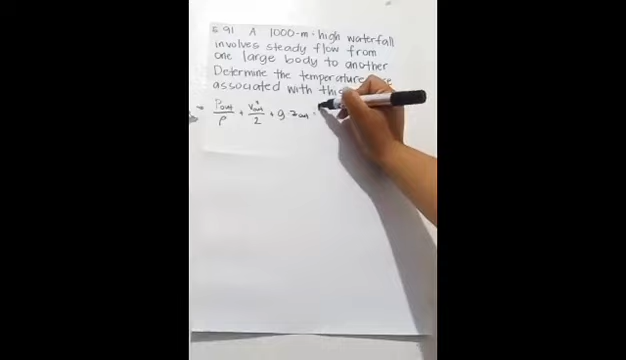 5.91 A 1000-m-high waterfall
involves steady flow from
one large body to another
Determine the temperature
associated with this
→ Pout/ρ + V²out/2 + g·Zout =